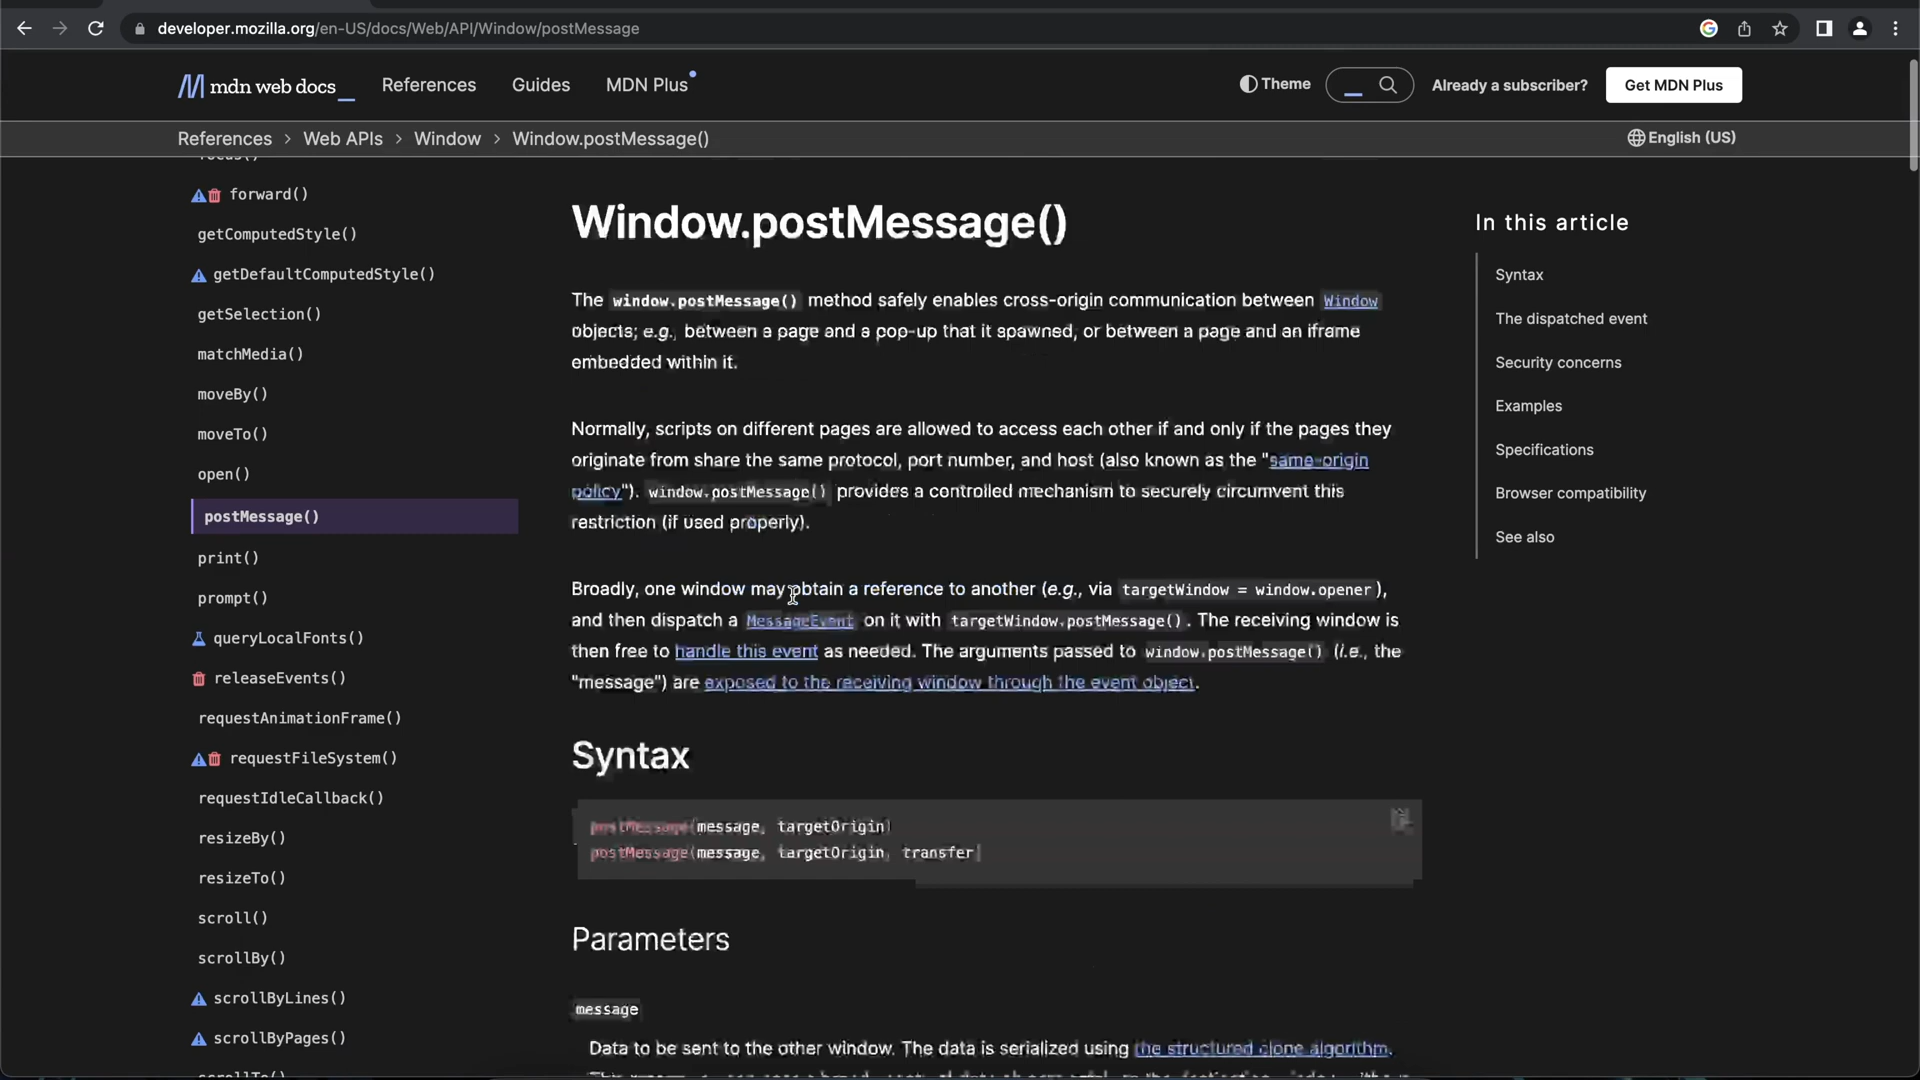 developer.mozilla.org/en-US/docs/Web/API/Window/postMessage
mdn web docs_
References
Guides
MDN Plus
Theme
Already a subscriber?
Get MDN Plus
References > Web APIs > Window > Window.postMessage()
English (US)
forward()
getComputedStyle()
getDefaultComputedStyle()
getSelection()
matchMedia()
moveBy()
moveTo()
open()
postMessage()
print()
prompt()
queryLocalFonts()
releaseEvents()
requestAnimationFrame()
requestFileSystem()
requestIdleCallback()
resizeBy()
resizeTo()
scroll()
scrollBy()
scrollByLines()
scrollByPages()
Window.postMessage()
The window.postMessage() method safely enables cross-origin communication between Window
objects; e.g., between a page and a pop-up that it spawned, or between a page and an iframe
embedded within it.
Normally, scripts on different pages are allowed to access each other if and only if the pages they
originate from share the same protocol, port number, and host (also known as the "same-origin
policy"). window.postMessage() provides a controlled mechanism to securely circumvent this
restriction (if used properly).
Broadly, one window may obtain a reference to another (e.g., via targetWindow = window.opener),
and then dispatch a MessageEvent on it with targetWindow.postMessage(). The receiving window is
then free to handle this event as needed. The arguments passed to window.postMessage() (i.e., the
"message") are exposed to the receiving window through the event object.
Syntax
postMessage(message, targetOrigin)
postMessage(message, targetOrigin, transfer)
Parameters
message
Data to be sent to the other window. The data is serialized using the structured clone algorithm.
In this article
Syntax
The dispatched event
Security concerns
Examples
Specifications
Browser compatibility
See also